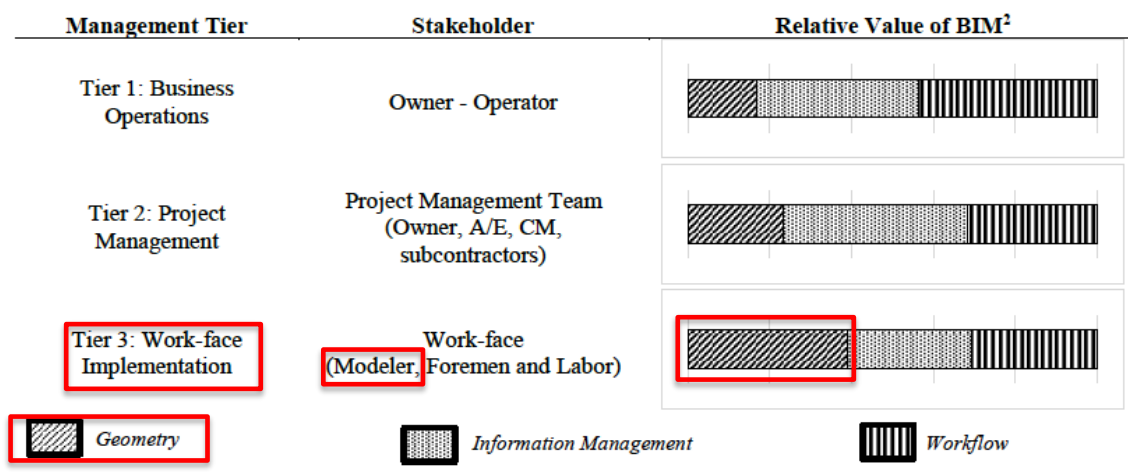 Management Tier Stakeholder Relative Value of BIM²
Tier 1: Business
Operations
Owner - Operator
Tier 2: Project
Management
Project Management Team
(Owner, A/E, CM,
subcontractors)
Tier 3: Work-face
Implementation
Work-face
(Modeler, Foremen and Labor)
Geometry Information Management Workflow